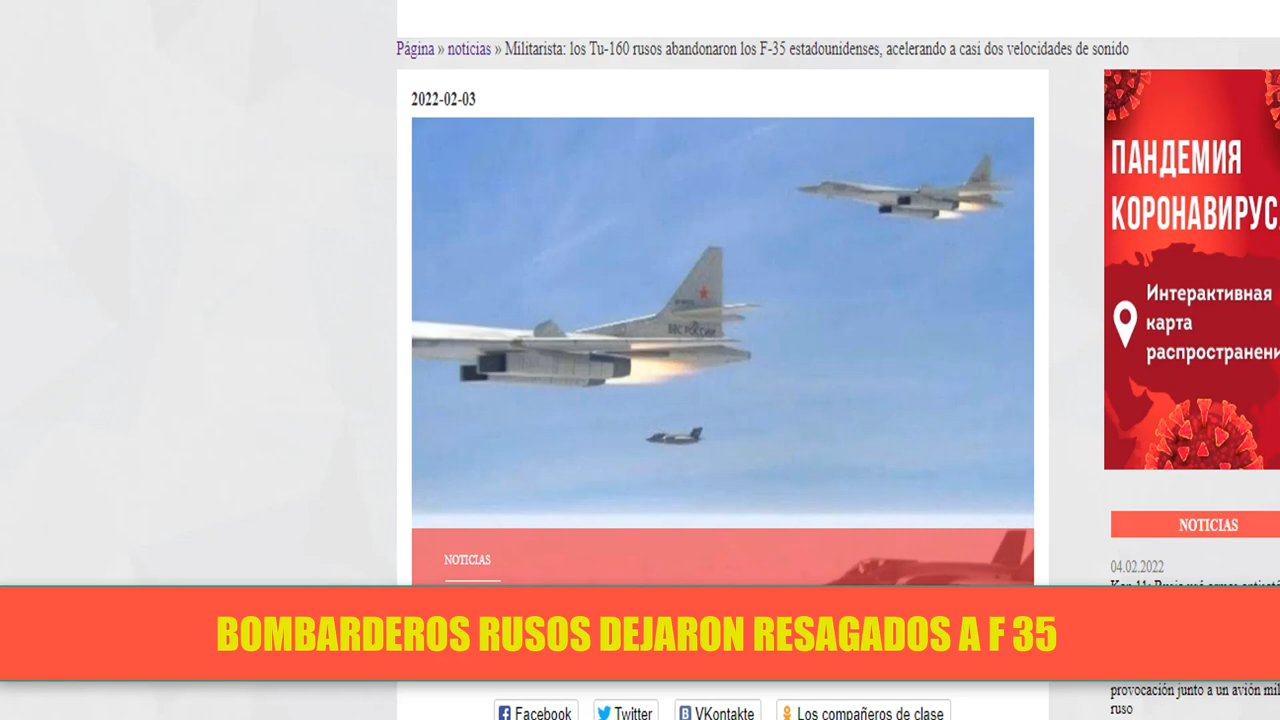 Página » noticias » Militarista: los Tu-160 rusos abandonaron los F-35 estadounidenses, acelerando a casi dos velocidades de sonido
2022-02-03
ВВС РОССИИ
NOTICIAS
ПАНДЕМИЯ
КОРОНАВИРУС
Интерактивная
карта
распространени
NOTICIAS
04.02.2022
BOMBARDEROS RUSOS DEJARON RESAGADOS A F 35
provocación junto a un avión mil
ruso
Facebook
Twitter
VKontakte
Los compañeros de clase